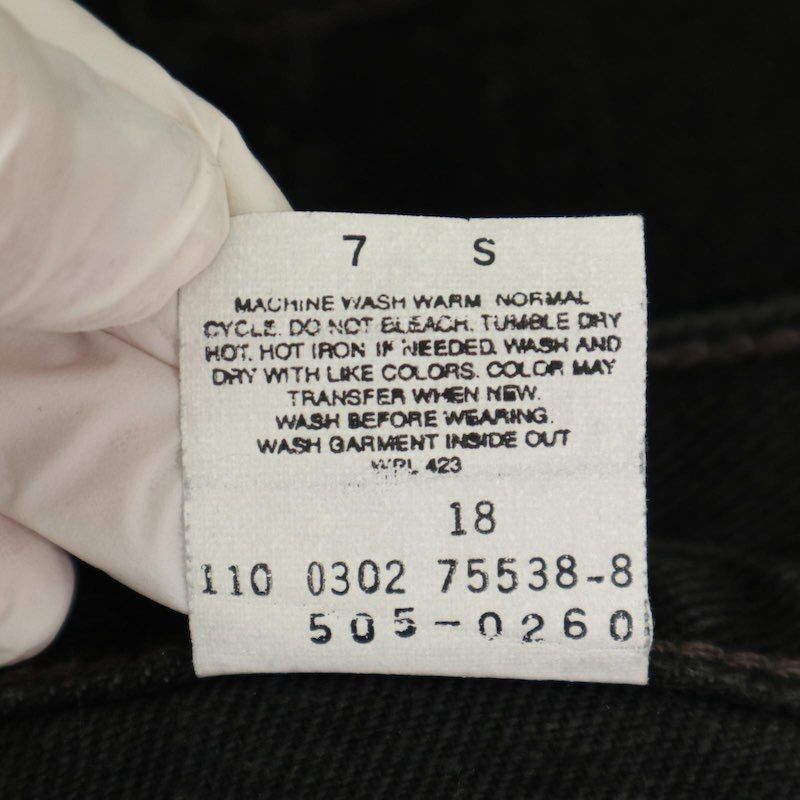 7 S
MACHINE WASH WARM NORMAL
CYCLE. DO NOT BLEACH. TUMBLE DRY
HOT. HOT IRON IF NEEDED. WASH AND
DRY WITH LIKE COLORS. COLOR MAY
TRANSFER WHEN NEW.
WASH BEFORE WEARING.
WASH GARMENT INSIDE OUT
WPL 423
18
110 0302 75538-8
505-0260